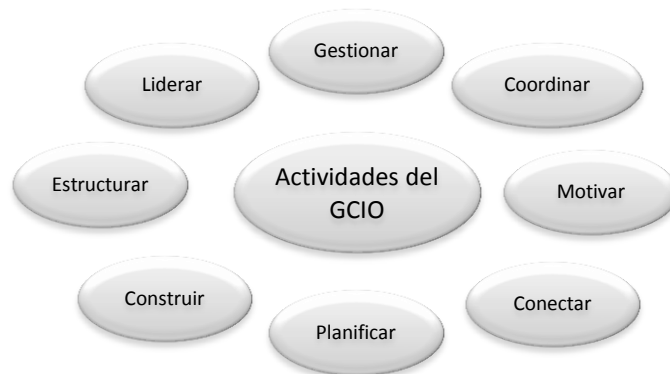 Gestionar
Liderar
Coordinar
Estructurar
Actividades del
GCIO
Motivar
Construir
Conectar
Planificar